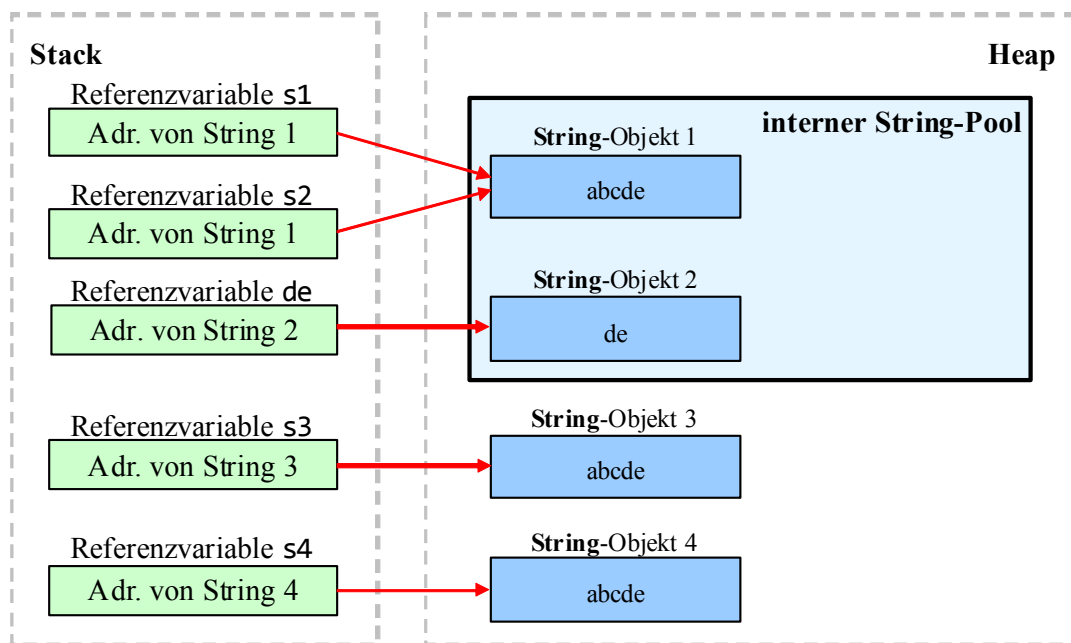 Stack
Heap
Referenzvariable s1
Adr. von String 1
interner String-Pool
String-Objekt 1
abcde
Referenzvariable s2
Adr. von String 1
Referenzvariable de
Adr. von String 2
String-Objekt 2
de
Referenzvariable s3
Adr. von String 3
String-Objekt 3
abcde
Referenzvariable s4
Adr. von String 4
String-Objekt 4
abcde